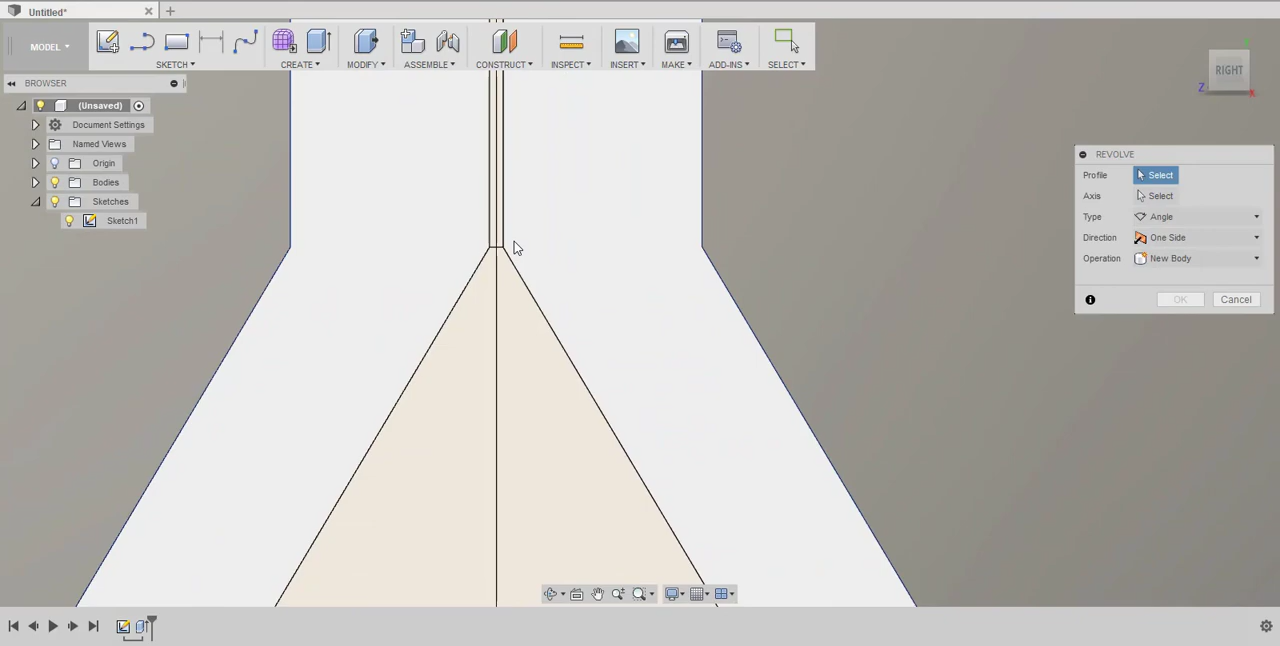 Untitled*
MODEL
SKETCH
CREATE
MODIFY
ASSEMBLE
CONSTRUCT
INSPECT
INSERT
MAKE
ADD-INS
SELECT
BROWSER
(Unsaved)
Document Settings
Named Views
Origin
Bodies
Sketches
Sketch1
RIGHT
Z
X
REVOLVE
Profile
Select
Axis
Select
Type
Angle
Direction
One Side
Operation
New Body
OK
Cancel